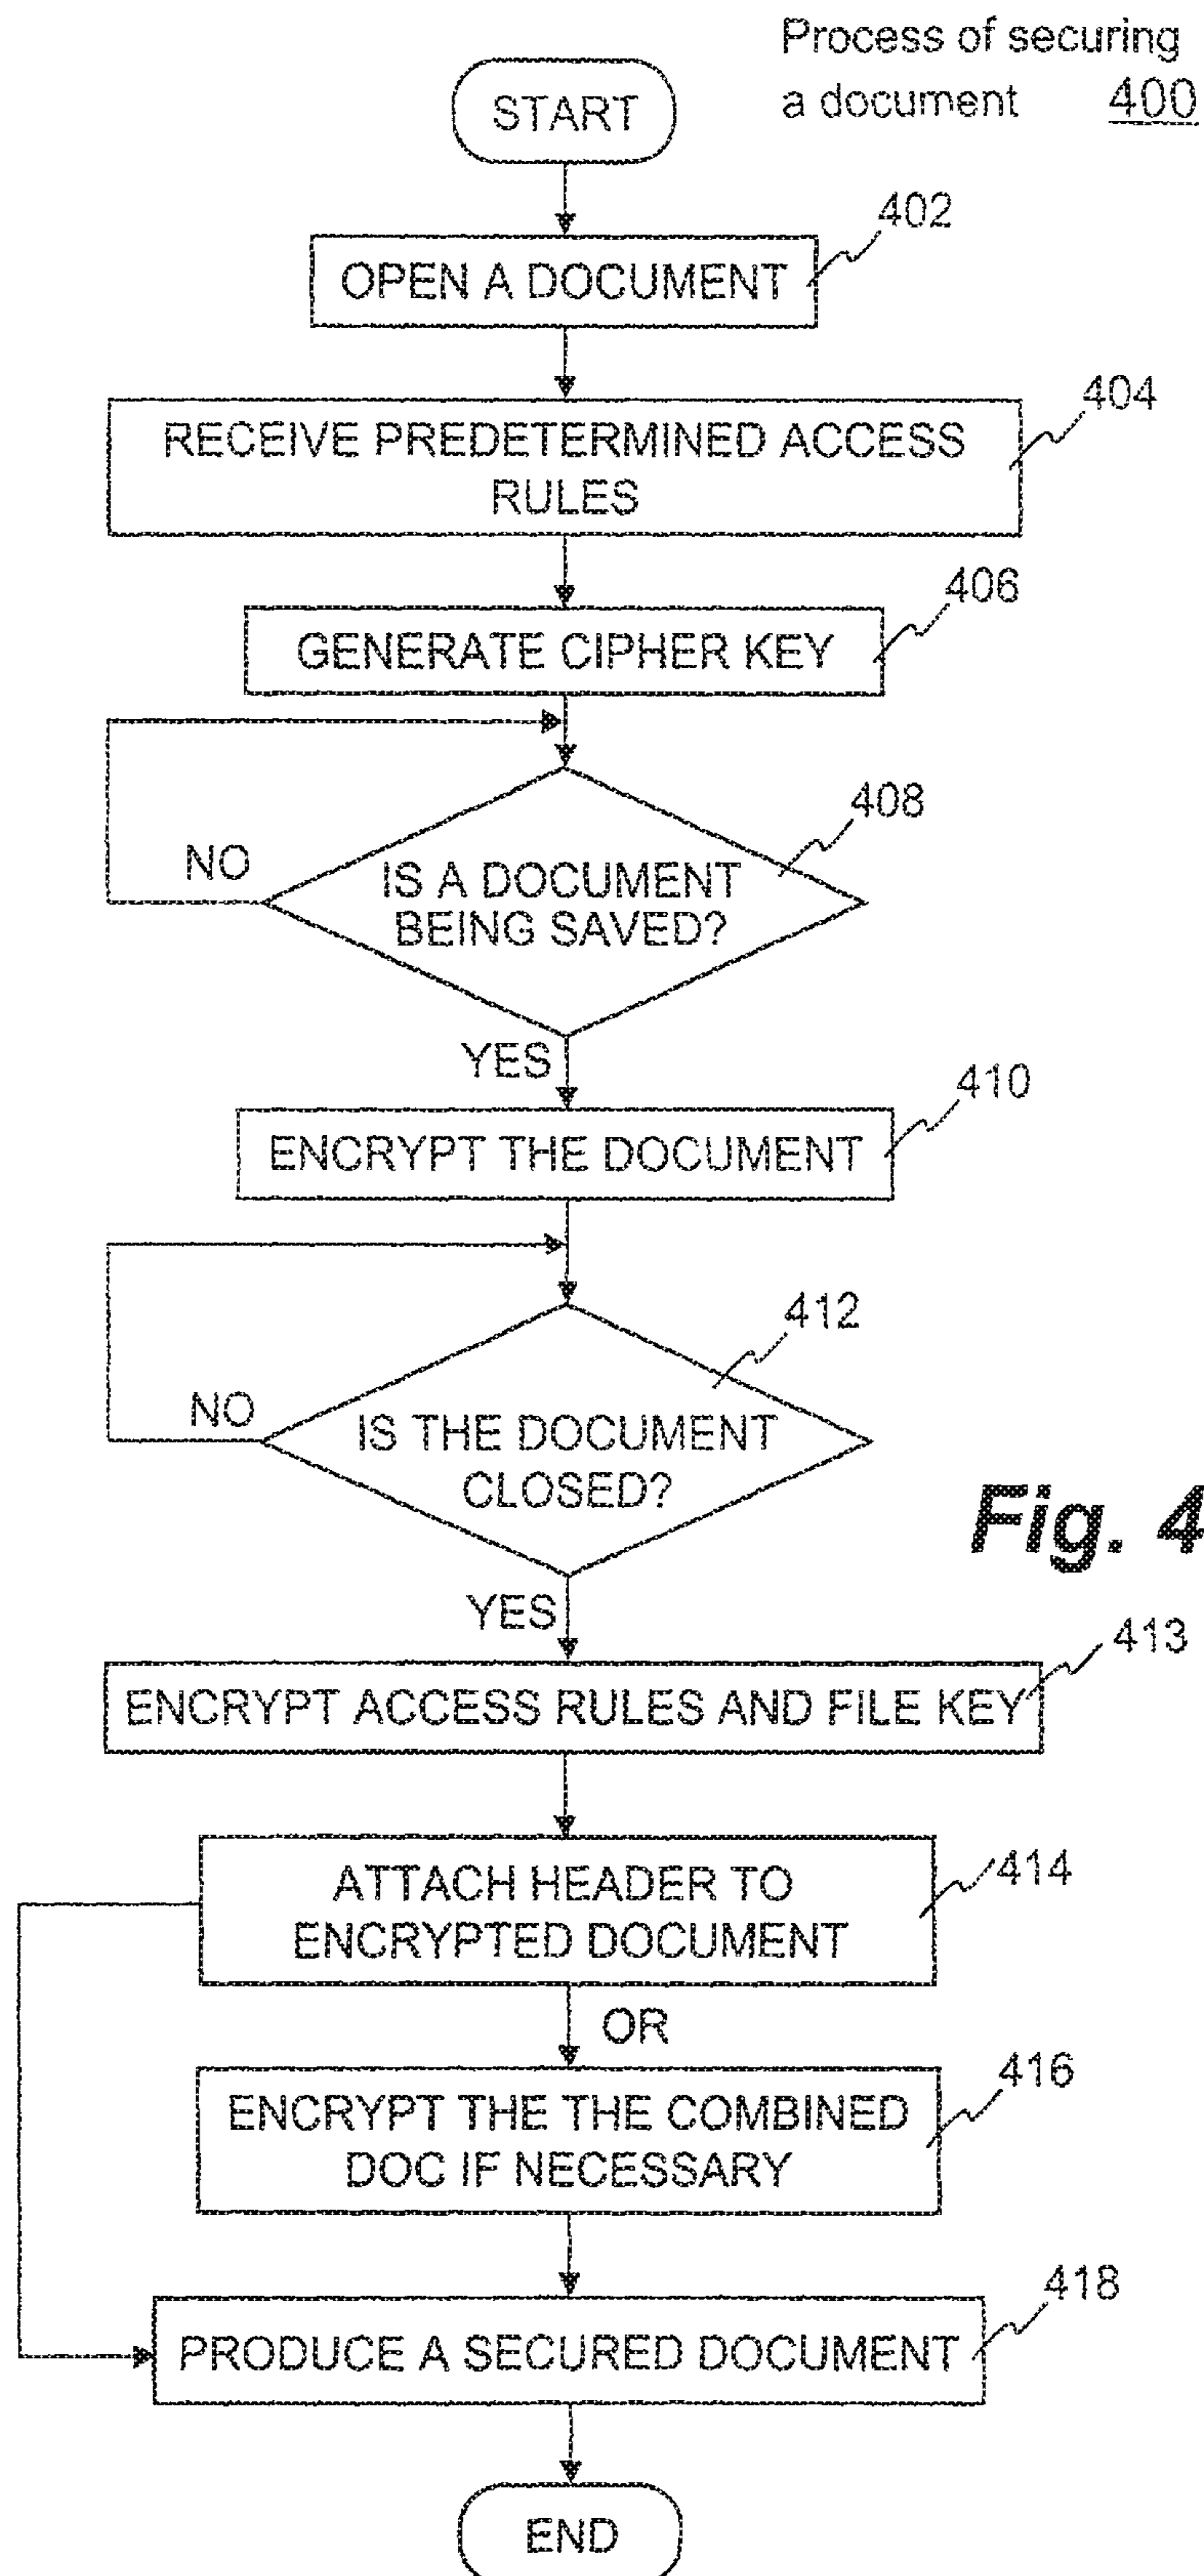 Process of securing
a document 400
START
402
OPEN A DOCUMENT
404
RECEIVE PREDETERMINED ACCESS
RULES
406
GENERATE CIPHER KEY
408
NO
IS A DOCUMENT
BEING SAVED?
YES
410
ENCRYPT THE DOCUMENT
412
NO
IS THE DOCUMENT
CLOSED?
Fig. 4
YES
413
ENCRYPT ACCESS RULES AND FILE KEY
414
ATTACH HEADER TO
ENCRYPTED DOCUMENT
OR
416
ENCRYPT THE THE COMBINED
DOC IF NECESSARY
418
PRODUCE A SECURED DOCUMENT
END